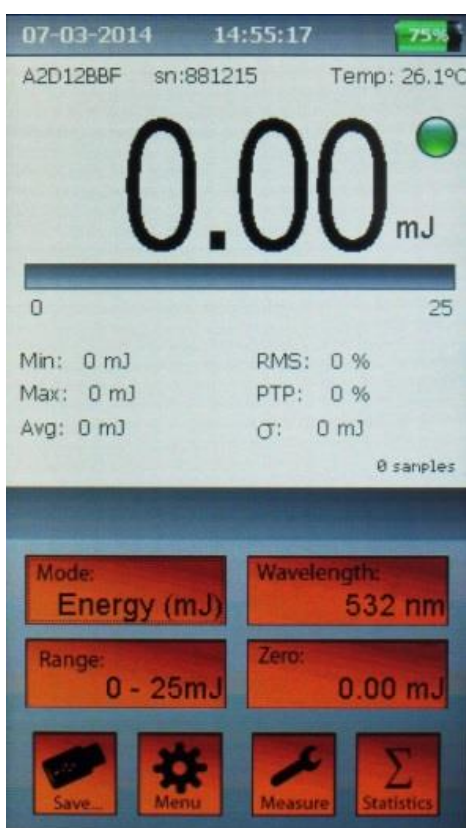 07-03-2014 14:55:17 75%
A2D12BBF sn:881215 Temp: 26.1ºC
0.00 mJ
0 25
Min: 0 mJ RMS: 0 %
Max: 0 mJ PTP: 0 %
Avg: 0 mJ σ: 0 mJ
0 samples
Mode: Wavelength:
Energy (mJ) 532 nm
Range: Zero:
0 - 25mJ 0.00 mJ
Save... Menu Measure Σ Statistics